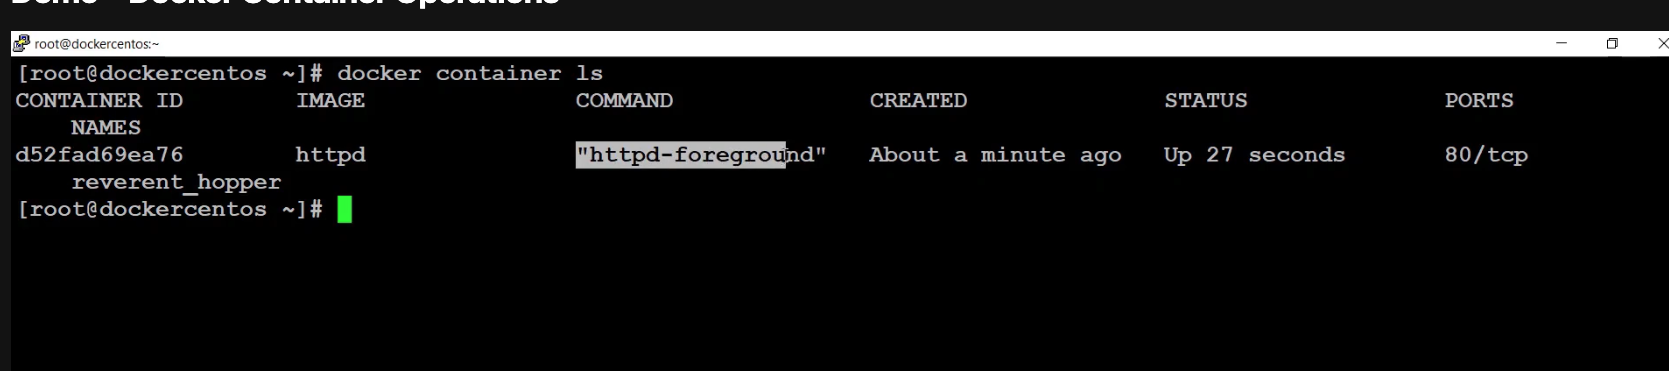 Demo - Docker Container Operations
root@dockercentos:~
[root@dockercentos ~]# docker container ls
CONTAINER ID IMAGE COMMAND CREATED STATUS PORTS
NAMES
d52fad69ea76 httpd "httpd-foreground" About a minute ago Up 27 seconds 80/tcp
reverent_hopper
[root@dockercentos ~]#